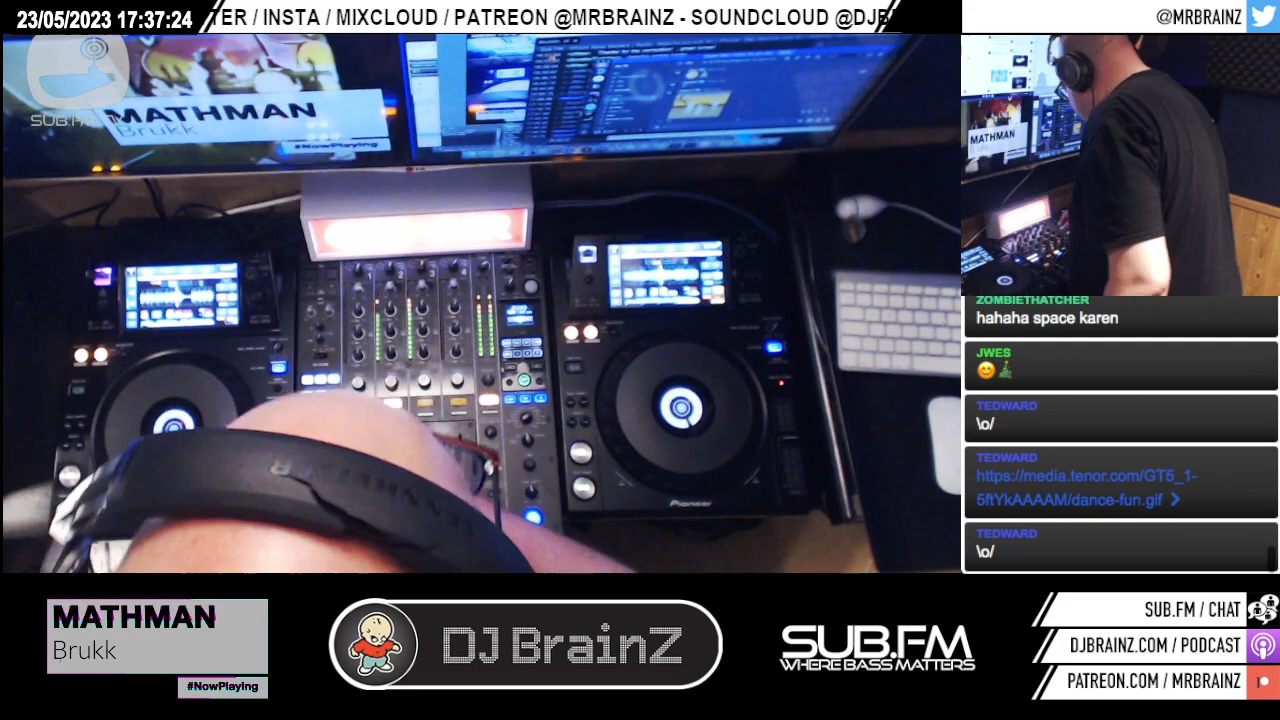 23/05/2023 17:37:24
TER / INSTA / MIXCLOUD / PATREON @MRBRAINZ - SOUNDCLOUD @DJB
@MRBRAINZ
MATHMAN
Brukk
#NowPlaying
MATHMAN
ZOMBIETHATCHER
hahaha space karen
JWES
😊🎄
TEDWARD
\o/
TEDWARD
https://media.tenor.com/GT5_1-
5ftYkAAAAM/dance-fun.gif
TEDWARD
\o/
Pioneer
MATHMAN
Brukk
#NowPlaying
DJ BrainZ
SUB.FM
WHERE BASS MATTERS
SUB.FM / CHAT
DJBRAINZ.COM / PODCAST
PATREON.COM / MRBRAINZ